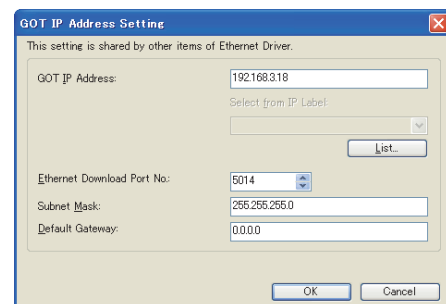 GOT IP Address Setting
This setting is shared by other items of Ethernet Driver.
GOT IP Address: 192.168.3.18
Select from IP Label:
List...
Ethernet Download Port No.: 5014
Subnet Mask: 255.255.255.0
Default Gateway: 0.0.0.0
OK Cancel